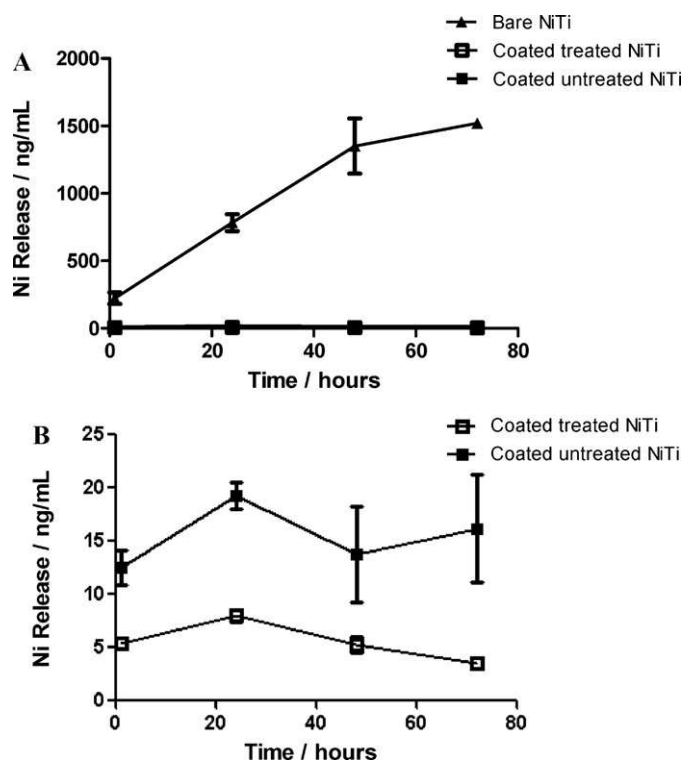 Bare NiTi
Coated treated NiTi
Coated untreated NiTi
A
2000
1500
1000
500
0
Ni Release / ng/mL
0 20 40 60 80
Time / hours
B
Coated treated NiTi
Coated untreated NiTi
25
20
15
10
5
0
Ni Release / ng/mL
0 20 40 60 80
Time / hours